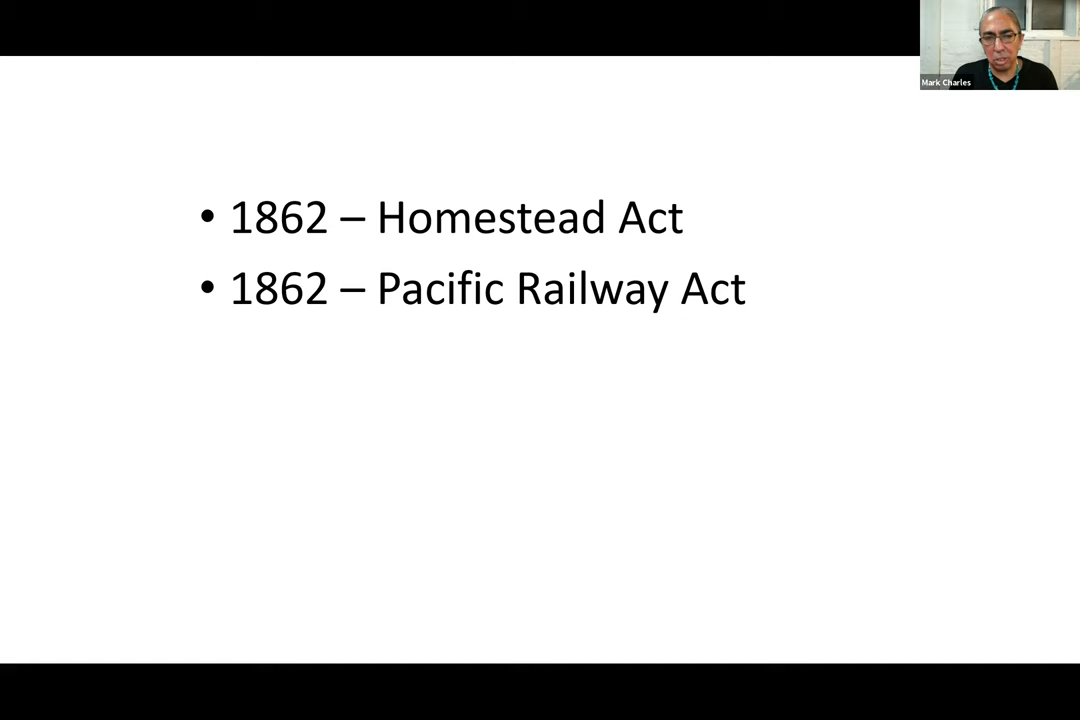 Mark Charles
• 1862 – Homestead Act
• 1862 – Pacific Railway Act